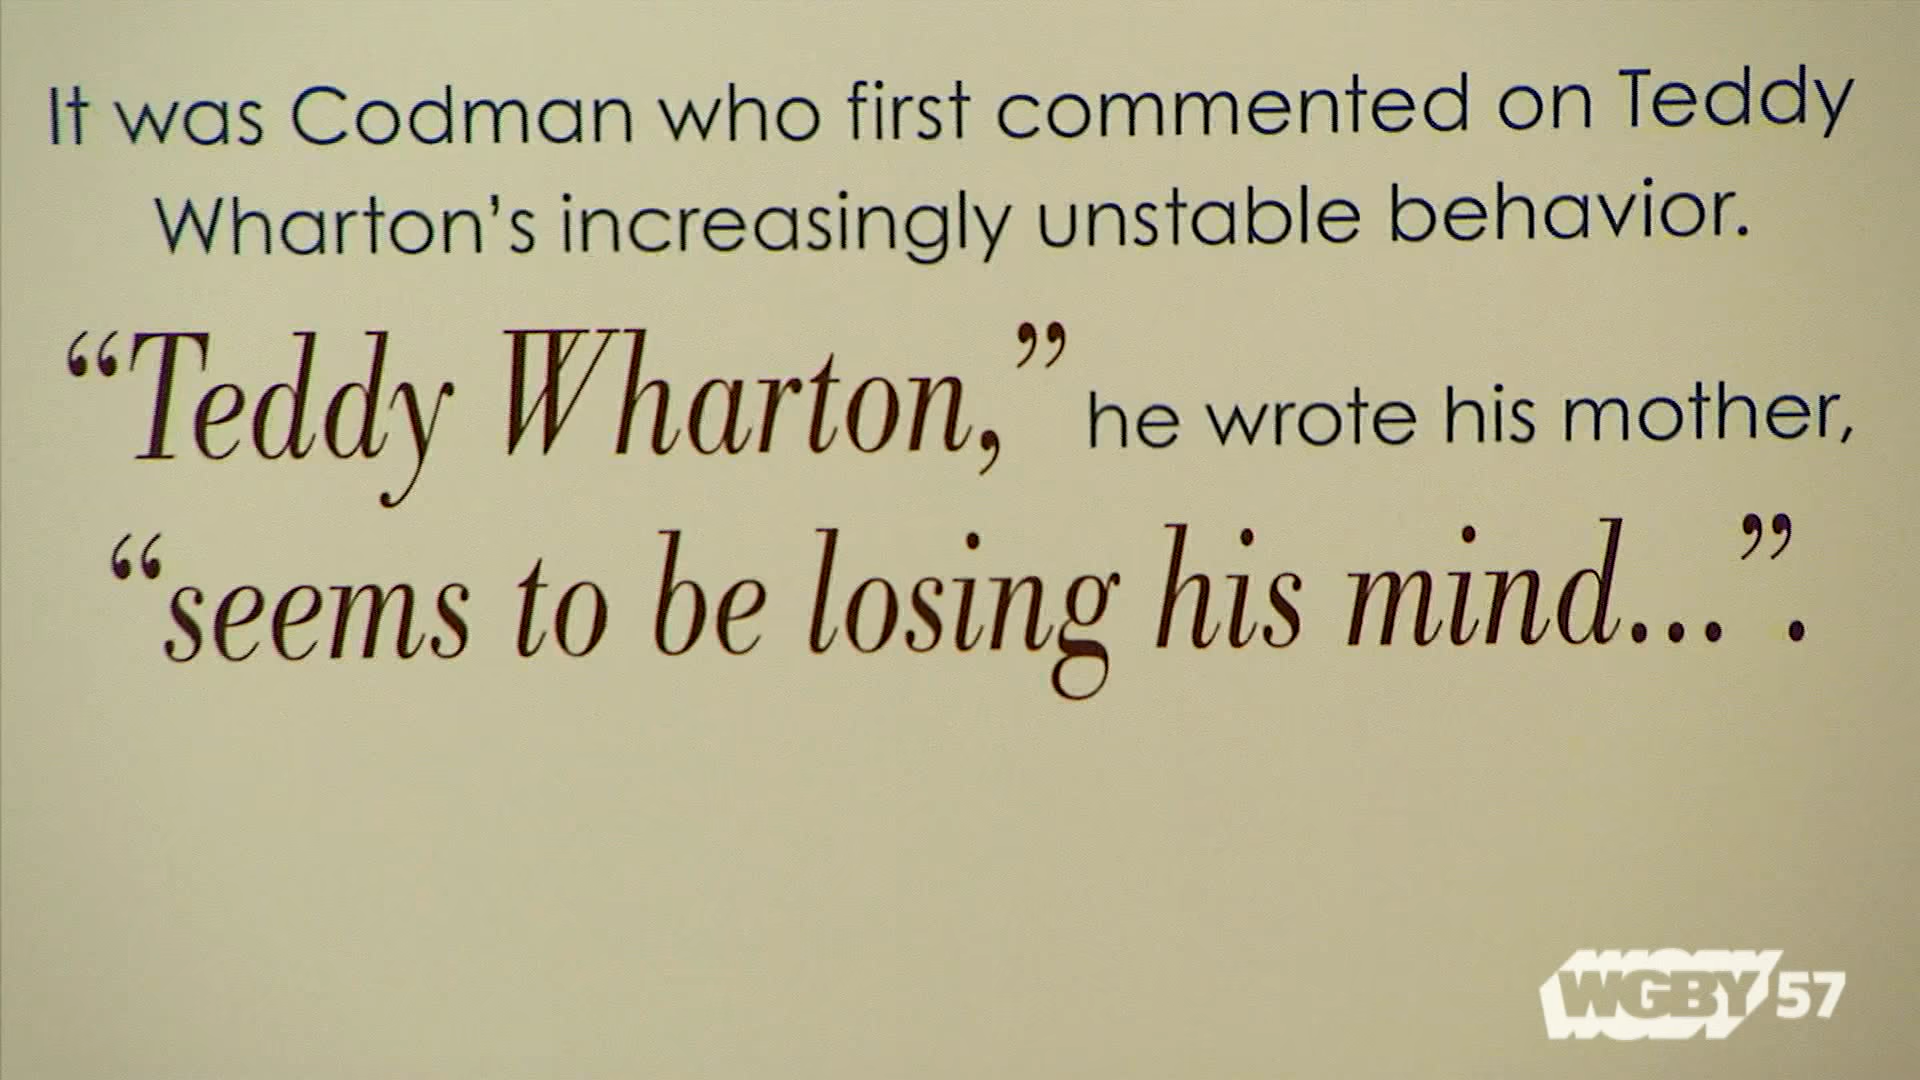 It was Codman who first commented on Teddy
Wharton’s increasingly unstable behavior.
“Teddy Wharton,” he wrote his mother,
“seems to be losing his mind...”.
WGBY 57